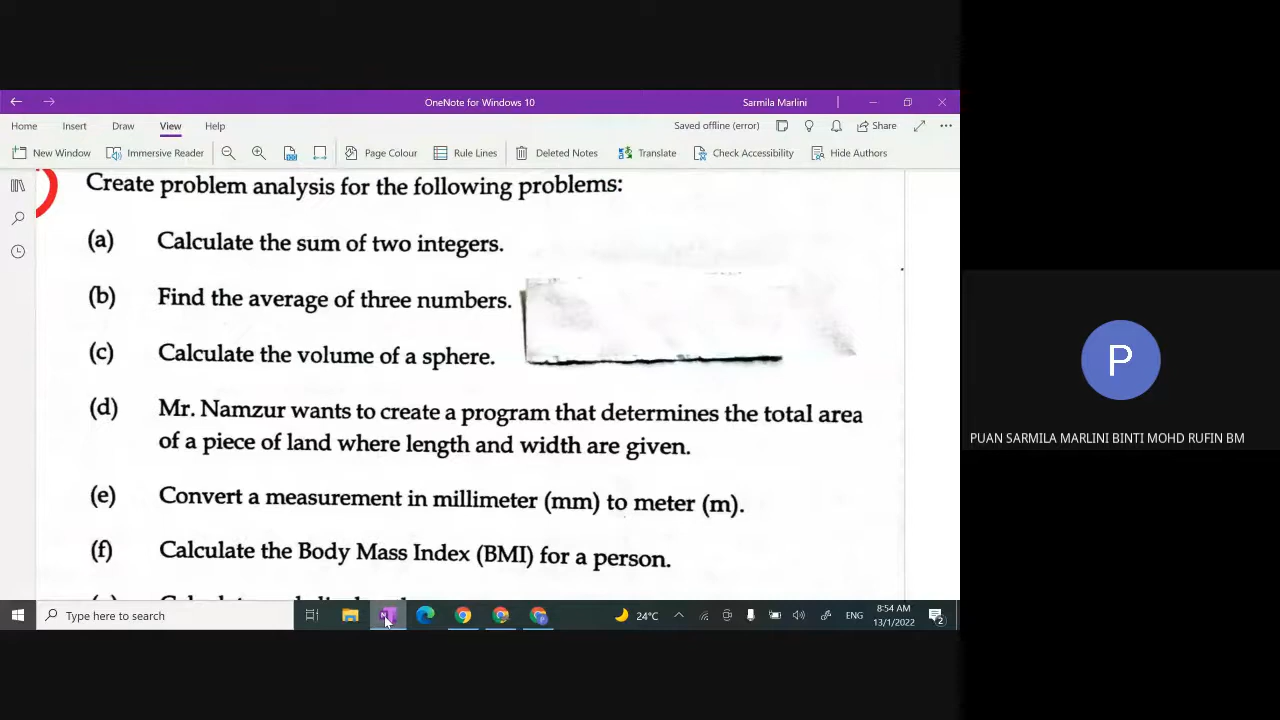 OneNote for Windows 10
Sarmila Marlini
Home Insert Draw View Help
Saved offline (error)
Share
New Window
Immersive Reader
Page Colour
Rule Lines
Deleted Notes
Translate
Check Accessibility
Hide Authors
Create problem analysis for the following problems:
(a) Calculate the sum of two integers.
(b) Find the average of three numbers.
(c) Calculate the volume of a sphere.
(d) Mr. Namzur wants to create a program that determines the total area
of a piece of land where length and width are given.
(e) Convert a measurement in millimeter (mm) to meter (m).
(f) Calculate the Body Mass Index (BMI) for a person.
P
PUAN SARMILA MARLINI BINTI MOHD RUFIN BM
Type here to search
24°C
ENG
8:54 AM
13/1/2022
2